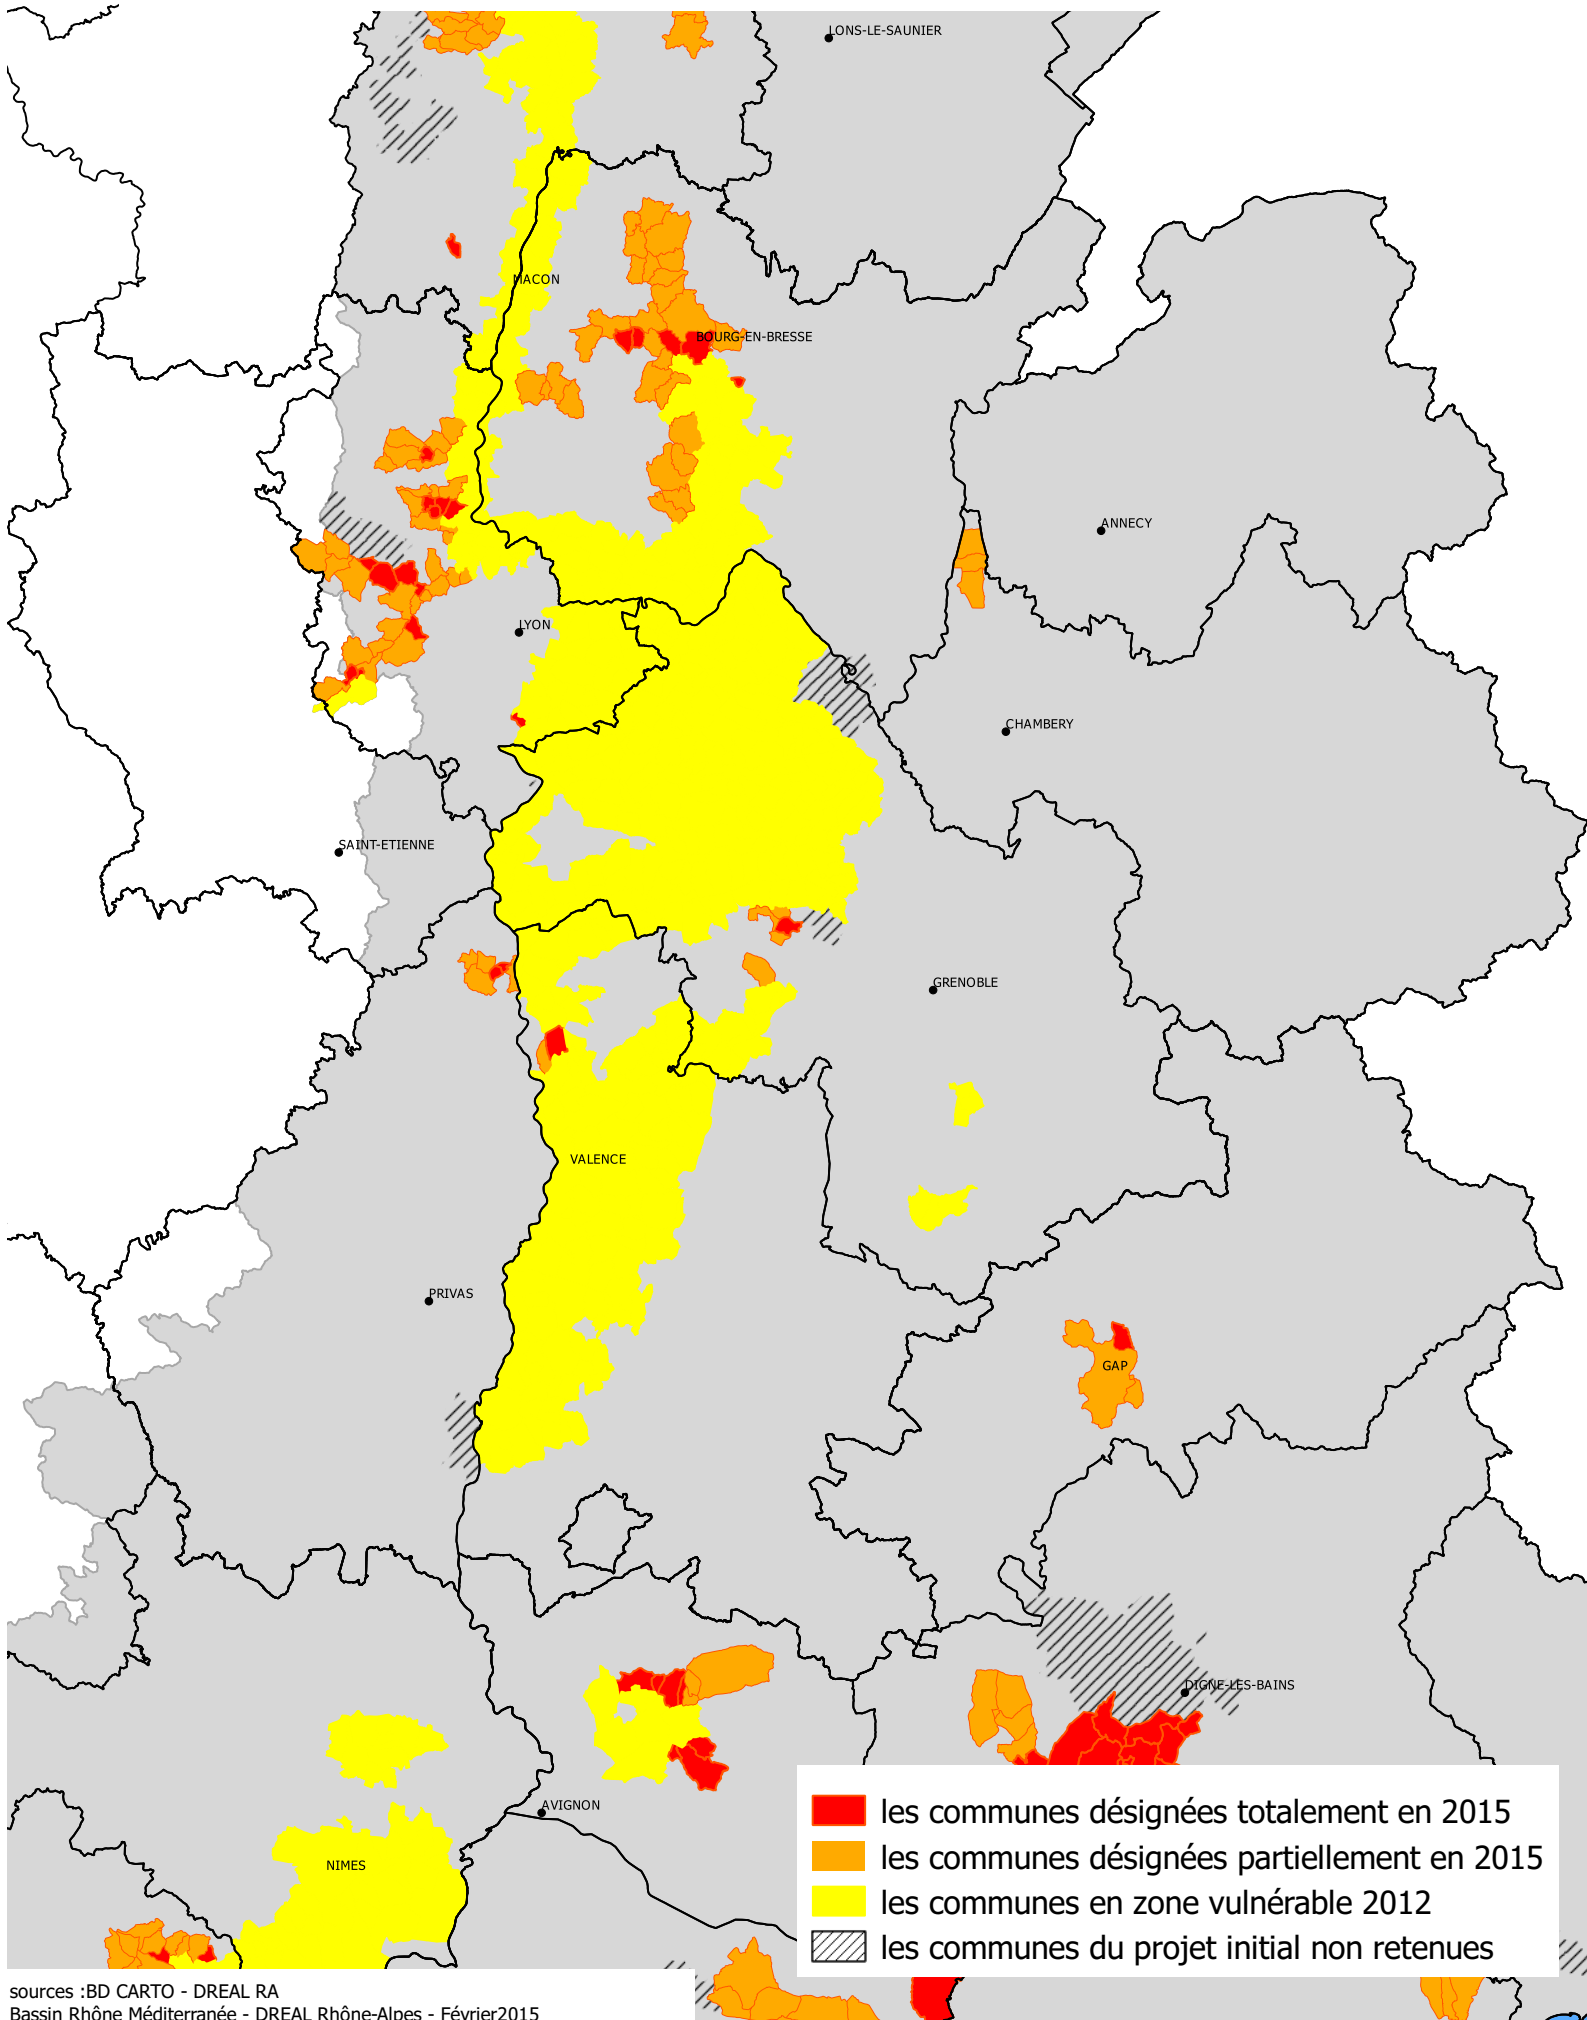 LONS-LE-SAUNIER
MACON
BOURG-EN-BRESSE
ANNECY
LYON
CHAMBERY
SAINT-ETIENNE
GRENOBLE
VALENCE
PRIVAS
GAP
DIGNE-LES-BAINS
AVIGNON
NIMES
les communes désignées totalement en 2015
les communes désignées partiellement en 2015
les communes en zone vulnérable 2012
les communes du projet initial non retenues
sources :BD CARTO - DREAL RA
Bassin Rhône Méditerranée - DREAL Rhône-Alpes - Février2015